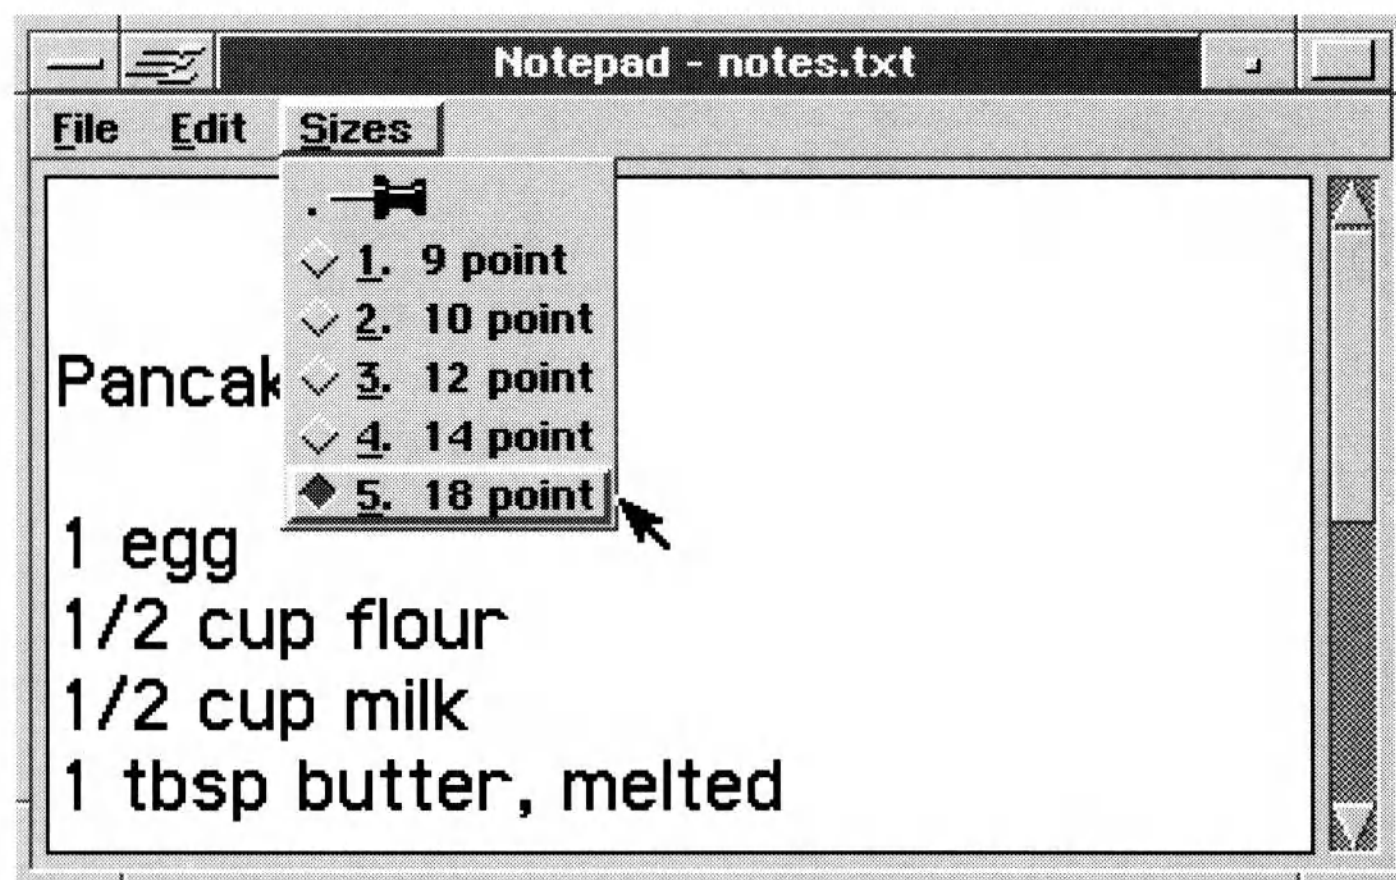 Notepad - notes.txt
File Edit Sizes
1. 9 point
2. 10 point
3. 12 point
4. 14 point
5. 18 point
Pancak
1 egg
1/2 cup flour
1/2 cup milk
1 tbsp butter, melted